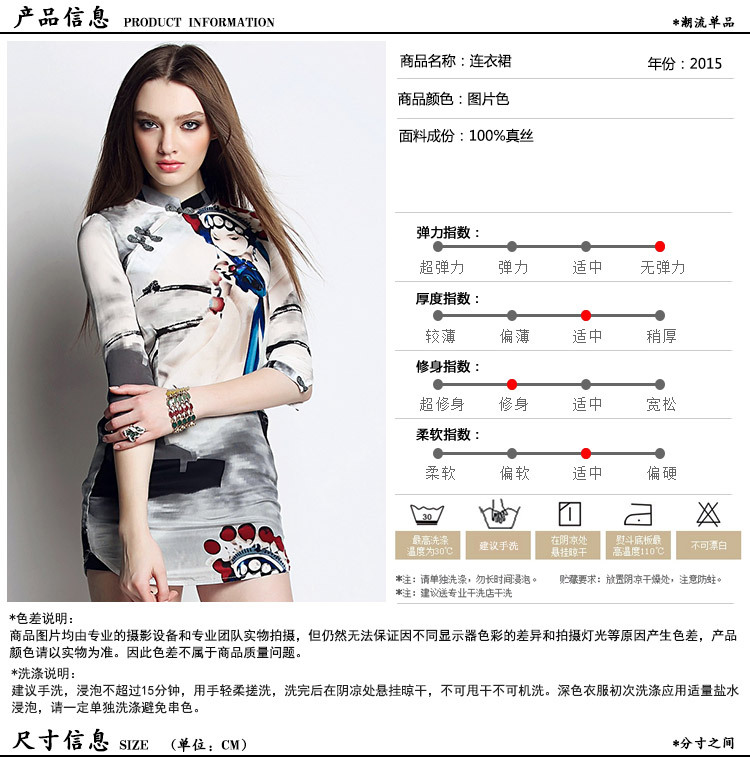 产品信息 PRODUCT INFORMATION *潮流单品
商品名称：连衣裙 年份：2015
商品颜色：图片色
面料成份：100%真丝
弹力指数：
超弹力 弹力 适中 无弹力
厚度指数：
较薄 偏薄 适中 稍厚
修身指数：
超修身 修身 适中 宽松
柔软指数：
柔软 偏软 适中 偏硬
30
最高洗涤 温度为30℃
建议手洗
在阴凉处 悬挂晾干
熨斗底板最 高温度110℃
不可漂白
*注：请单独洗涤，勿长时间浸泡。 贮藏要求：放置阴凉干燥处，注意防蛀。
*注：建议送专业干洗店干洗
*色差说明：
商品图片均由专业的摄影设备和专业团队实物拍摄，但仍然无法保证因不同显示器色彩的差异和拍摄灯光等原因产生色差，产品
颜色请以实物为准。因此色差不属于商品质量问题。
*洗涤说明：
建议手洗，浸泡不超过15分钟，用手轻柔搓洗，洗完后在阴凉处悬挂晾干，不可甩干不可机洗。深色衣服初次洗涤应用适量盐水
浸泡，请一定单独洗涤避免串色。
尺寸信息 SIZE （单位：CM） *分寸之间